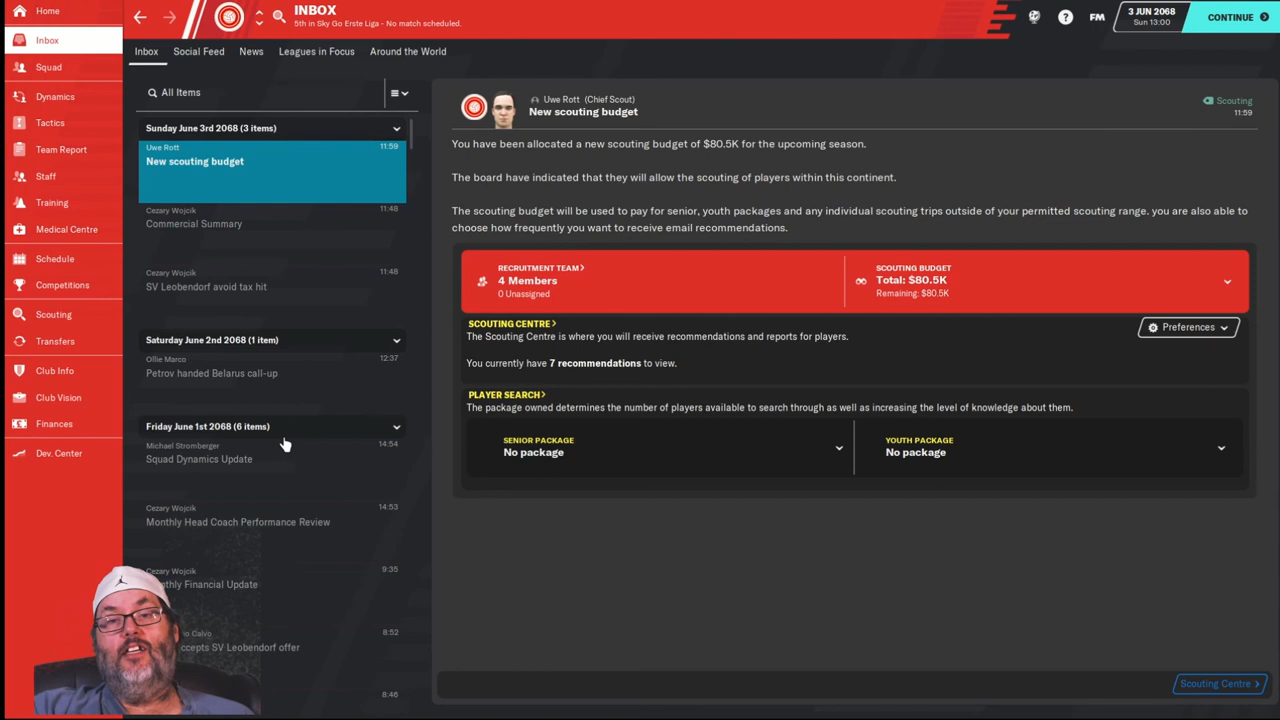 Home
Inbox
Squad
Dynamics
Tactics
Team Report
Staff
Training
Medical Centre
Schedule
Competitions
Scouting
Transfers
Club Info
Club Vision
Finances
Dev. Center
INBOX
5th in Sky Go Erste Liga - No match scheduled.
FM
3 JUN 2068
Sun 13:00
CONTINUE
Inbox Social Feed News Leagues in Focus Around the World
All Items
Sunday June 3rd 2068 (3 items)
Uwe Rott 11:59
New scouting budget
Cezary Wojcik 11:48
Commercial Summary
Cezary Wojcik 11:48
SV Leobendorf avoid tax hit
Saturday June 2nd 2068 (1 item)
Ollie Marco 12:37
Petrov handed Belarus call-up
Friday June 1st 2068 (6 items)
Michael Stromberger 14:54
Squad Dynamics Update
Cezary Wojcik 14:53
Monthly Head Coach Performance Review
Cezary Wojcik 9:35
Financial Update
Calvo 8:52
SV Leobendorf offer
8:46
Uwe Rott (Chief Scout)
New scouting budget
Scouting
11:59
You have been allocated a new scouting budget of $80.5K for the upcoming season.
The board have indicated that they will allow the scouting of players within this continent.
The scouting budget will be used to pay for senior, youth packages and any individual scouting trips outside of your permitted scouting range. you are also able to
choose how frequently you want to receive email recommendations.
RECRUITMENT TEAM>
4 Members
0 Unassigned
SCOUTING BUDGET
Total: $80.5K
Remaining: $80.5K
SCOUTING CENTRE>
The Scouting Centre is where you will receive recommendations and reports for players.
Preferences
You currently have 7 recommendations to view.
PLAYER SEARCH>
The package owned determines the number of players available to search through as well as increasing the level of knowledge about them.
SENIOR PACKAGE
No package
YOUTH PACKAGE
No package
Scouting Centre >